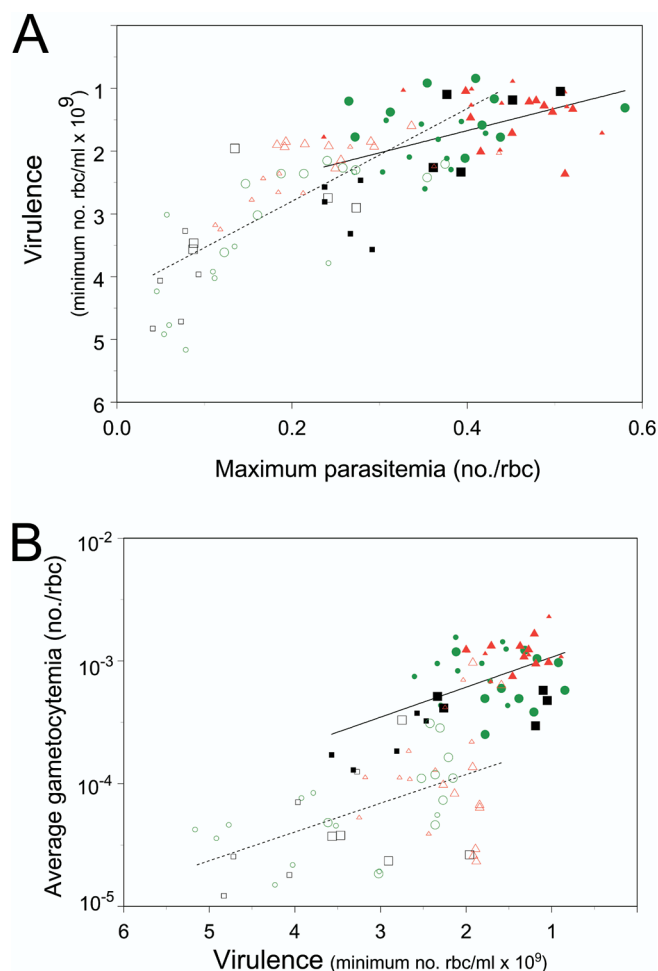 A
Virulence
(minimum no. rbc/ml x 10⁹)
1
2
3
4
5
6
0.0
0.2
0.4
0.6
Maximum parasitemia (no./rbc)
B
Average gametocytemia (no./rbc)
10⁻²
10⁻³
10⁻⁴
10⁻⁵
6
5
4
3
2
1
Virulence (minimum no. rbc/ml x 10⁹)